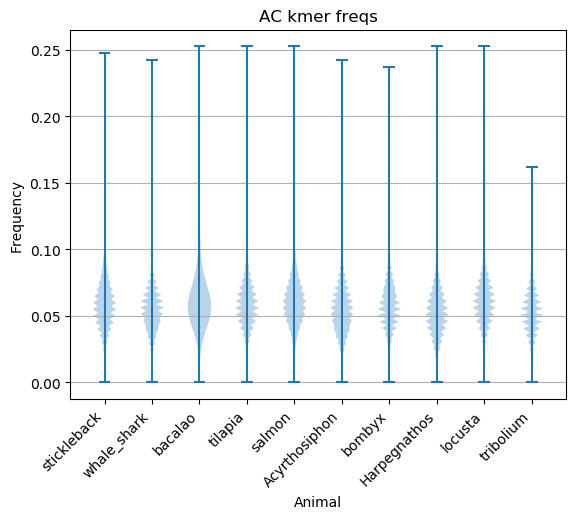 AC kmer freqs
Frequency
0.25
0.20
0.15
0.10
0.05
0.00
stickleback
whale_shark
bacalao
tilapia
salmon
Acyrthosiphon
bombyx
Harpegnathos
locusta
tribolium
Animal